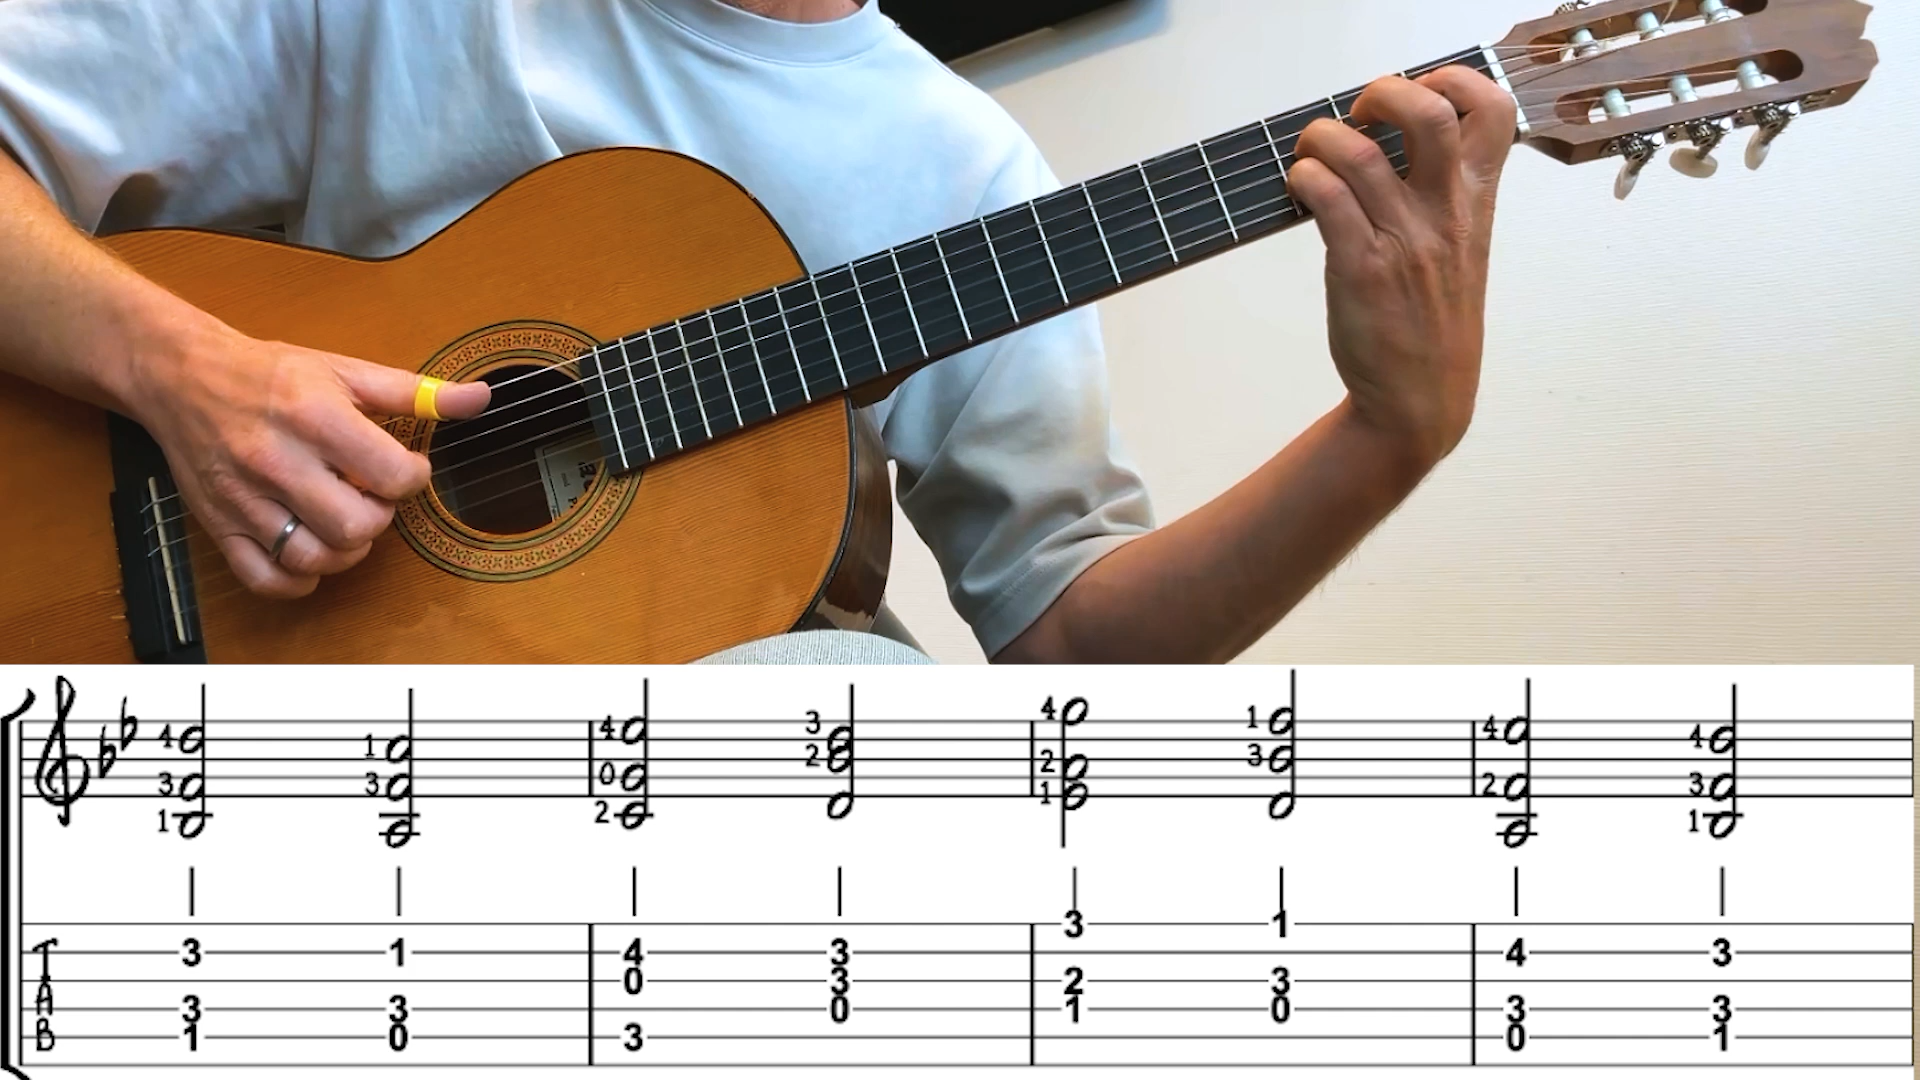 4 1 4 3 4 1 4 4
3 3 0 2 2 3 2 3
1 2 1 1
3 1
T 3 1 4 3 4 3
0 3 2 3
A 3 3 0 1 0 3 3
B 1 0 3 0 1